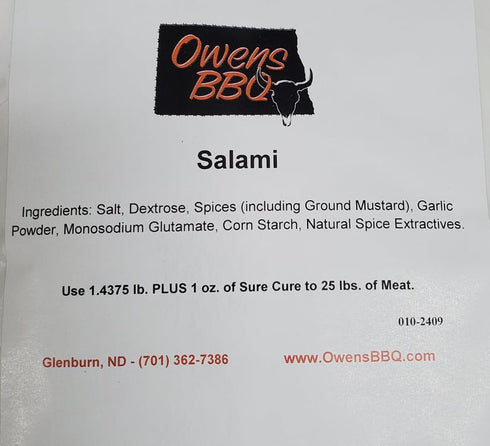 Owens
BBQ
Salami
Ingredients: Salt, Dextrose, Spices (including Ground Mustard), Garlic
Powder, Monosodium Glutamate, Corn Starch, Natural Spice Extractives.
Use 1.4375 lb. PLUS 1 oz. of Sure Cure to 25 lbs. of Meat.
010-2409
Glenburn, ND - (701) 362-7386 www.OwensBBQ.com